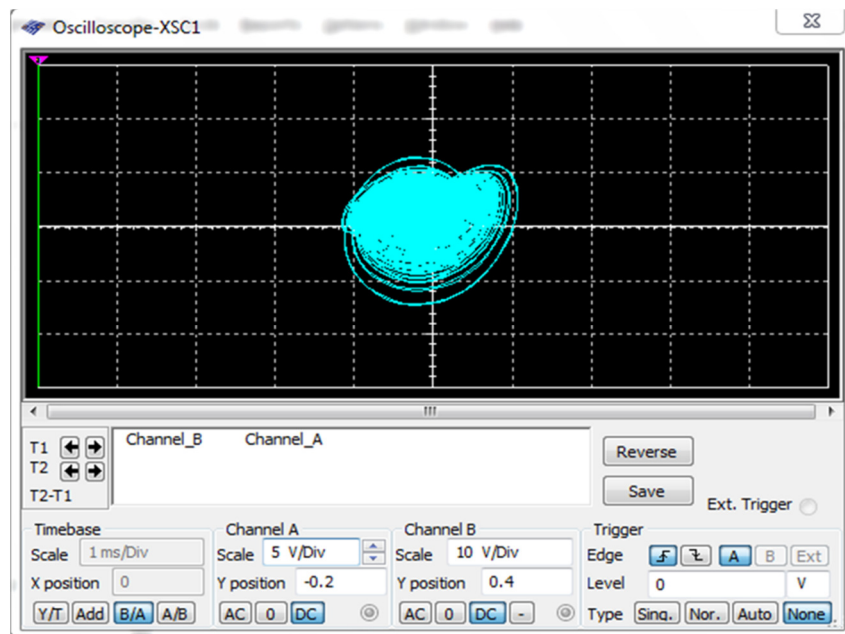 Oscilloscope-XSC1
T1
T2
T2-T1
Channel_B Channel_A
Reverse
Save
Ext. Trigger
Timebase
Scale 1 ms/Div
X position 0
Y/T Add B/A A/B
Channel A
Scale 5 V/Div
Y position -0.2
AC 0 DC
Channel B
Scale 10 V/Div
Y position 0.4
AC 0 DC -
Trigger
Edge A B Ext
Level 0 V
Type Sing. Nor. Auto None